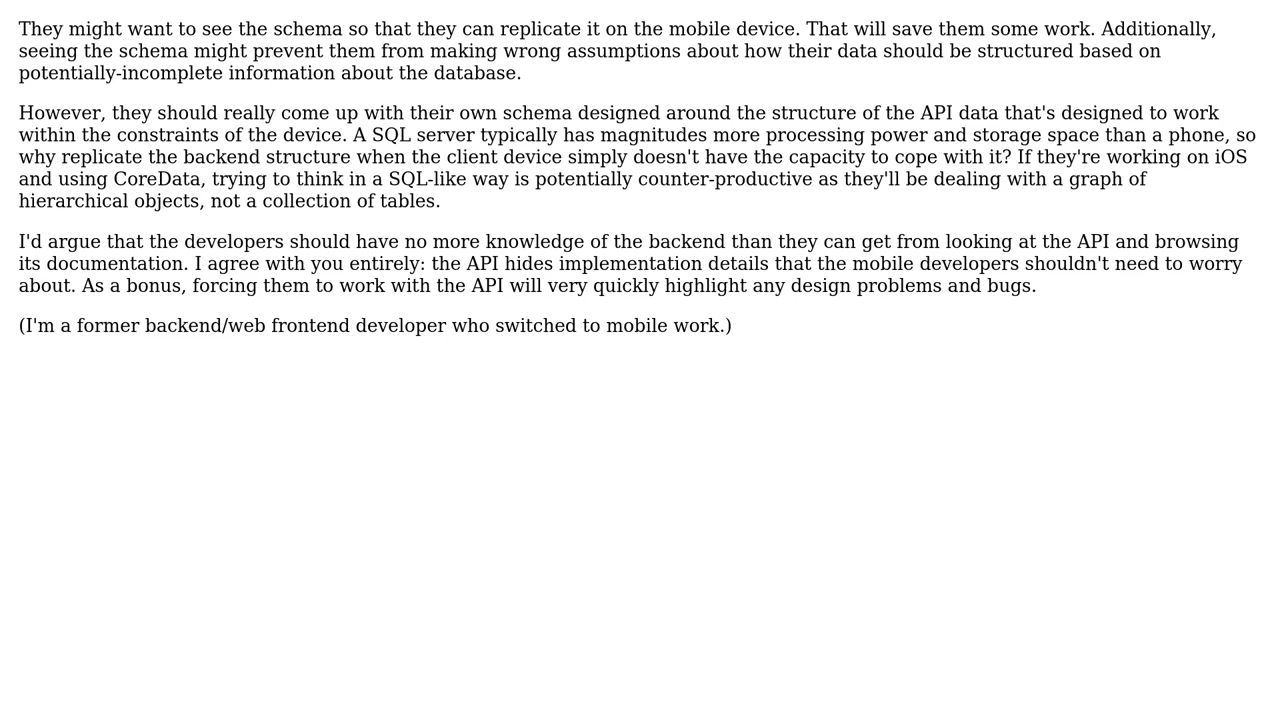 They might want to see the schema so that they can replicate it on the mobile device. That will save them some work. Additionally,
seeing the schema might prevent them from making wrong assumptions about how their data should be structured based on
potentially-incomplete information about the database.
However, they should really come up with their own schema designed around the structure of the API data that's designed to work
within the constraints of the device. A SQL server typically has magnitudes more processing power and storage space than a phone, so
why replicate the backend structure when the client device simply doesn't have the capacity to cope with it? If they're working on iOS
and using CoreData, trying to think in a SQL-like way is potentially counter-productive as they'll be dealing with a graph of
hierarchical objects, not a collection of tables.
I'd argue that the developers should have no more knowledge of the backend than they can get from looking at the API and browsing
its documentation. I agree with you entirely: the API hides implementation details that the mobile developers shouldn't need to worry
about. As a bonus, forcing them to work with the API will very quickly highlight any design problems and bugs.
(I'm a former backend/web frontend developer who switched to mobile work.)